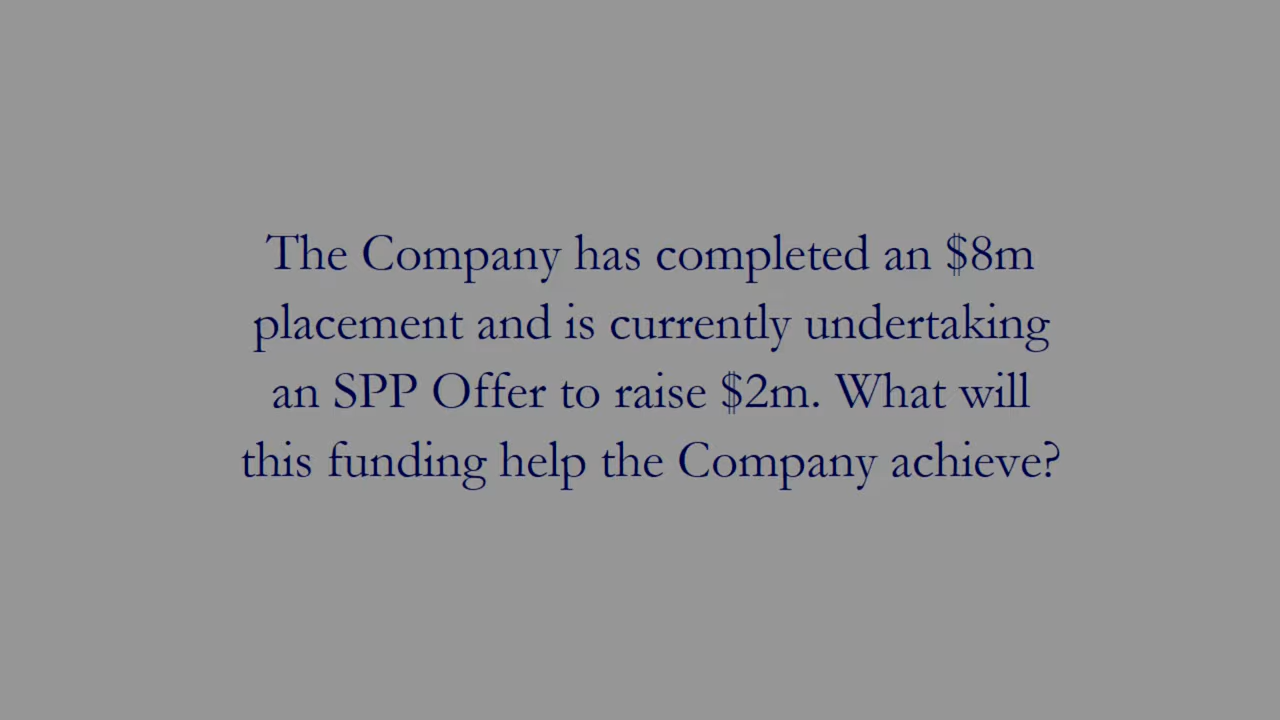 The Company has completed an $8m
placement and is currently undertaking
an SPP Offer to raise $2m. What will
this funding help the Company achieve?